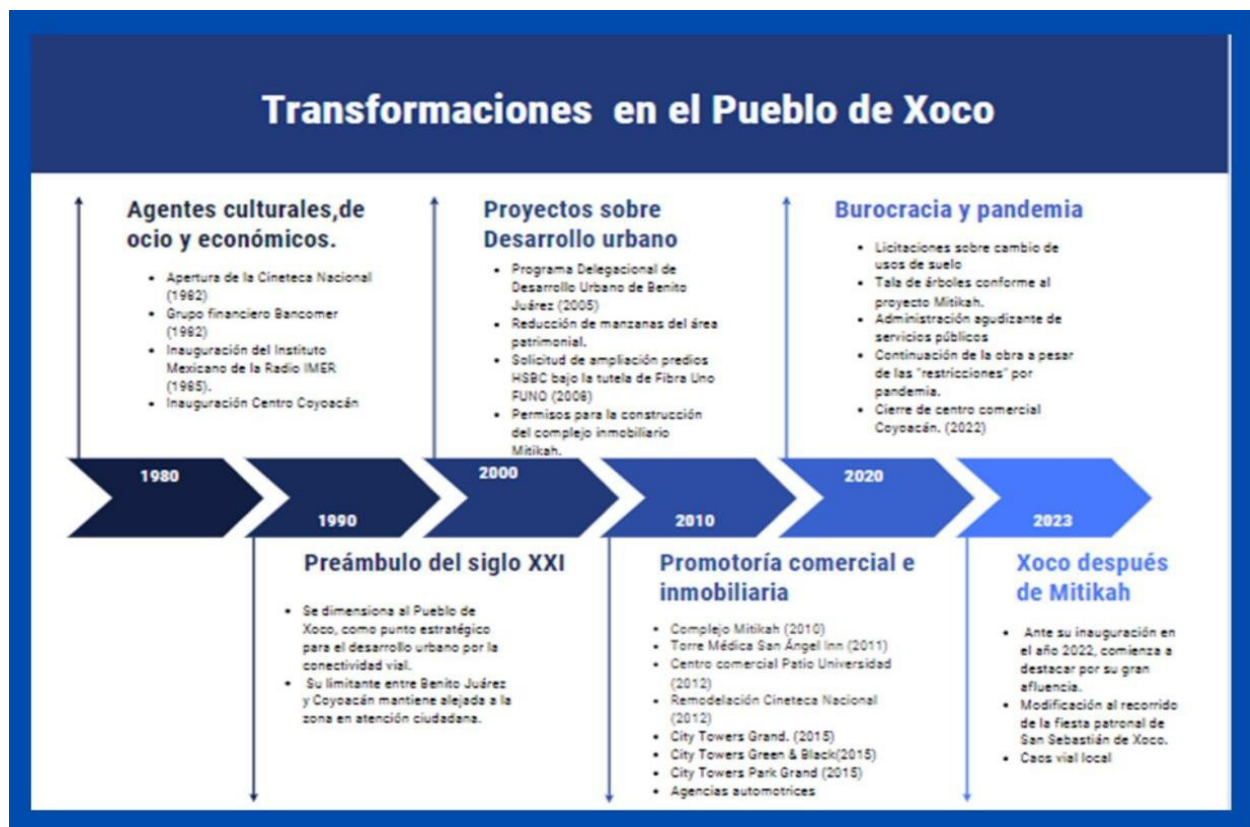 Transformaciones en el Pueblo de Xoco
Agentes culturales,de
ocio y económicos.
• Apertura de la Cineteca Nacional
(1982)
• Grupo financiero Bancomer
(1982)
• Inauguración del Instituto
Mexicano de la Radio IMER
(1985).
• Inauguración Centro Coyoacán
1980
1990
Preámbulo del siglo XXI
• Se dimensiona al Pueblo de
Xoco, como punto estratégico
para el desarrollo urbano por la
conectividad vial.
• Su limitante entre Benito Juárez
y Coyoacán mantiene alejada a la
zona en atención ciudadana.
Proyectos sobre
Desarrollo urbano
• Programa Delegacional de
Desarrollo Urbano de Benito
Juárez (2005)
• Reducción de manzanas del área
patrimonial.
• Solicitud de ampliación predios
HSBC bajo la tutela de Fibra Uno
FUNO (2008)
• Permisos para la construcción
del complejo inmobiliario
Mitikah.
2000
2010
Promotoría comercial e
inmobiliaria
• Complejo Mitikah (2010)
• Torre Médica San Ángel Inn (2011)
• Centro comercial Patio Universidad
(2012)
• Remodelación Cineteca Nacional
(2012)
• City Towers Grand. (2015)
• City Towers Green & Black(2015)
• City Towers Park Grand (2015)
• Agencias automotrices
Burocracia y pandemia
• Licitaciones sobre cambio de
usos de suelo
• Tala de árboles conforme al
proyecto Mitikah.
• Administración agudizante de
servicios públicos
• Continuación de la obra a pesar
de las "restricciones" por
pandemia.
• Cierre de centro comercial
Coyoacán. (2022)
2020
2023
Xoco después
de Mitikah
• Ante su inauguración en
el año 2022, comienza a
destacar por su gran
afluencia.
• Modificación al recorrido
de la fiesta patronal de
San Sebastián de Xoco.
• Caos vial local